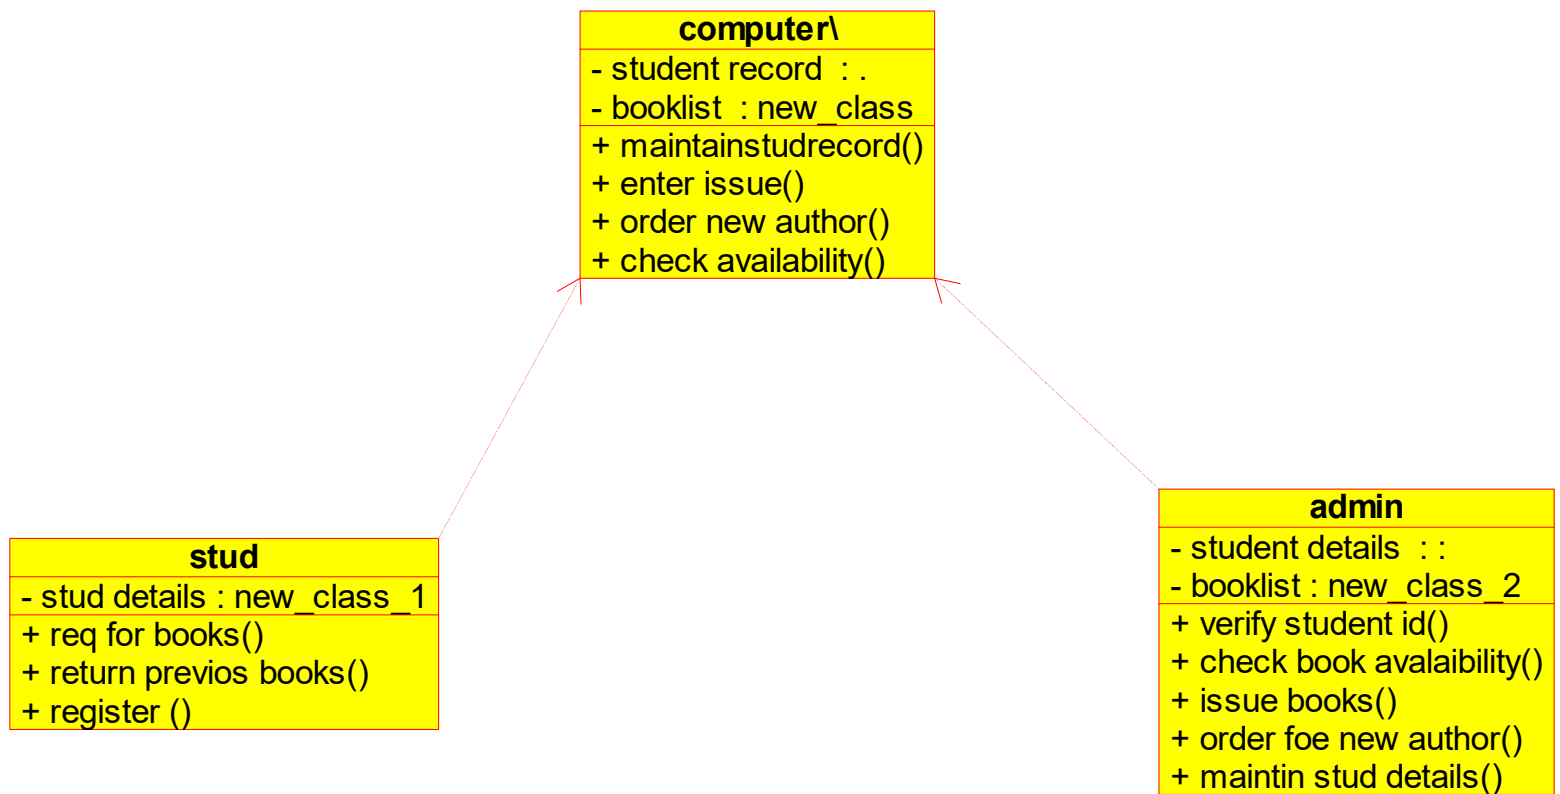 computer\
- student record : .
- booklist : new_class
+ maintainstudrecord()
+ enter issue()
+ order new author()
+ check availability()
stud
- stud details : new_class_1
+ req for books()
+ return previos books()
+ register ()
admin
- student details : :
- booklist : new_class_2
+ verify student id()
+ check book avalaibility()
+ issue books()
+ order foe new author()
+ maintin stud details()